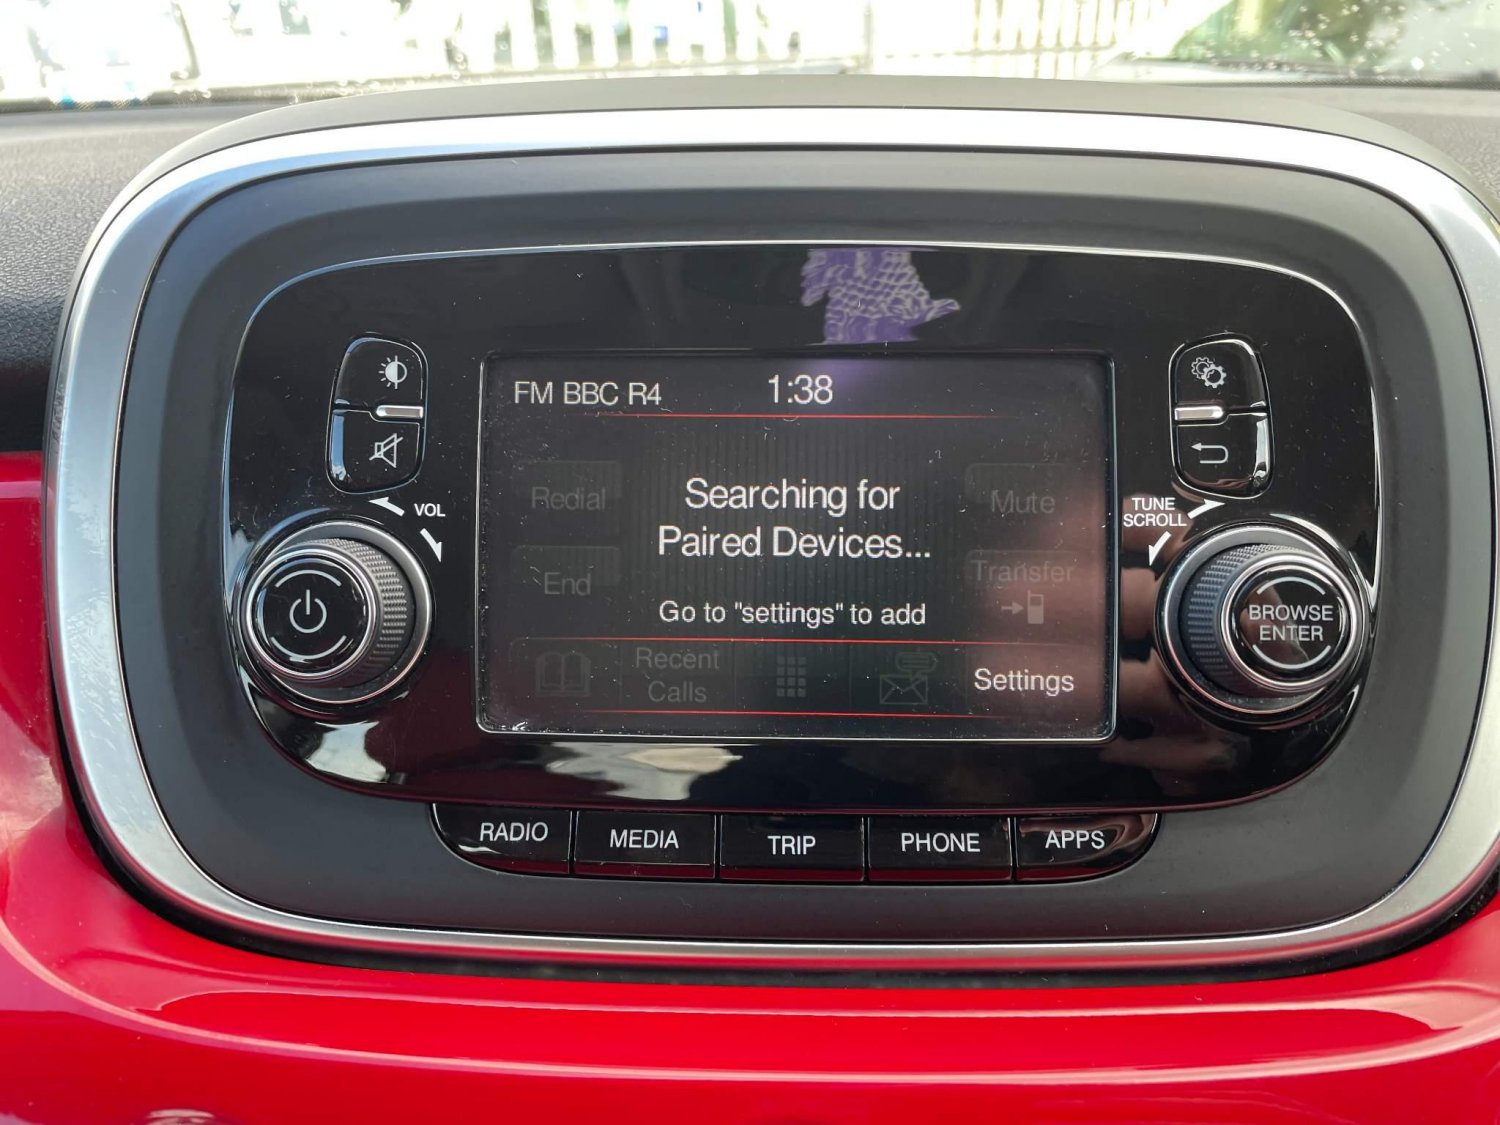 FM BBC R4
1:38
Redial
Searching for
Paired Devices...
Mute
End
Transfer
Go to "settings" to add
Recent
Calls
Settings
VOL
TUNE
SCROLL
BROWSE
ENTER
RADIO
MEDIA
TRIP
PHONE
APPS